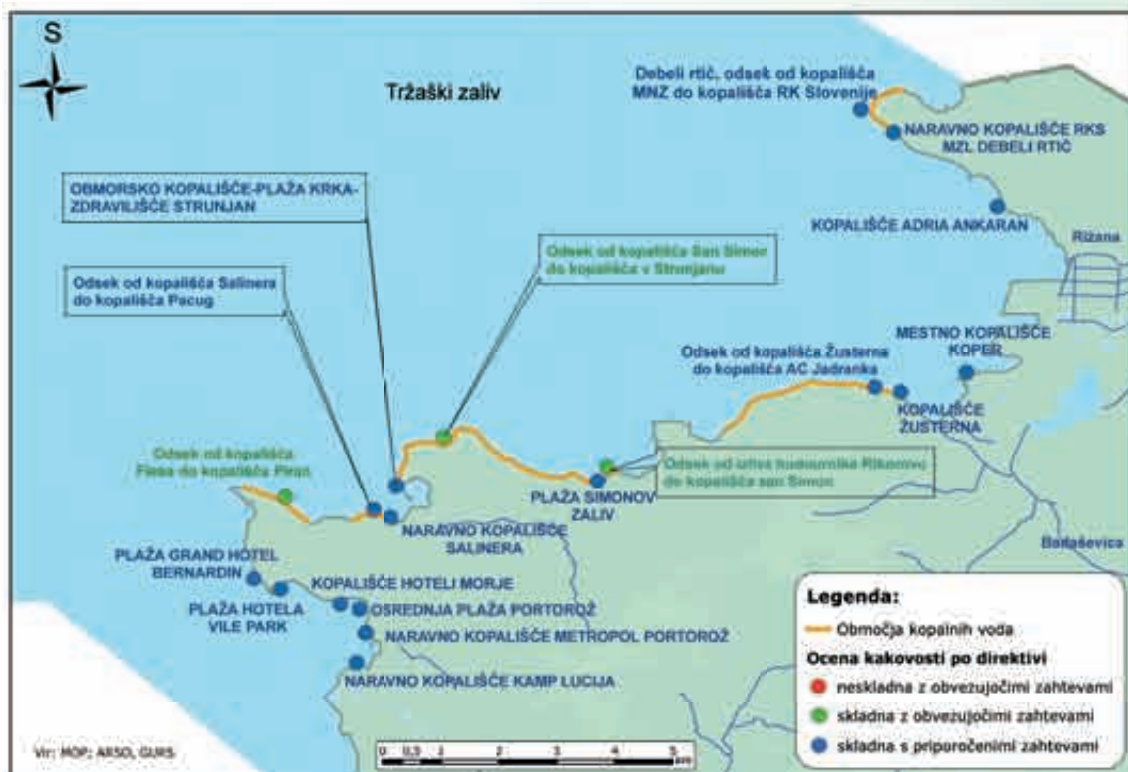 S
Tržaški zaliv
Debeli rtič, odsek od kopališča
MNZ do kopališča RK Slovenije
NARAVNO KOPALIŠČE RKS
MZL DEBELI RTIČ
OBMORSKO KOPALIŠČE-PLAŽA KRKA-
ZDRAVILIŠČE STRUNJAN
KOPALIŠČE ADRIA ANKARAN
Rižana
Odsek od kopališča San Simon
do kopališča v Strunjanu
Odsek od kopališča Salinera
do kopališča Pacug
MESTNO KOPALIŠČE
KOPER
Odsek od kopališča Žusterna
do kopališča AC Jadranka
KOPALIŠČE
ŽUSTERNA
Odsek od kopališča
Fiesa do kopališča Piran
Odsek od izliva hudournika Rikorvo
do kopališča san Simon
PLAŽA SIMONOV
ZALIV
NARAVNO KOPALIŠČE
SALINERA
Badaševica
PLAŽA GRAND HOTEL
BERNARDIN
KOPALIŠČE HOTELI MORJE
PLAŽA HOTELA
VILE PARK
OSREDNJA PLAŽA PORTOROŽ
NARAVNO KOPALIŠČE METROPOL PORTOROŽ
NARAVNO KOPALIŠČE KAMP LUCIJA
Legenda:
Območja kopalnih voda
Ocena kakovosti po direktivi
neskladna z obvezujočimi zahtevami
skladna z obvezujočimi zahtevami
skladna s priporočenimi zahtevami
Vir: MOP; ARSO, GURS
0 0,5 1 2 3 4 5
km